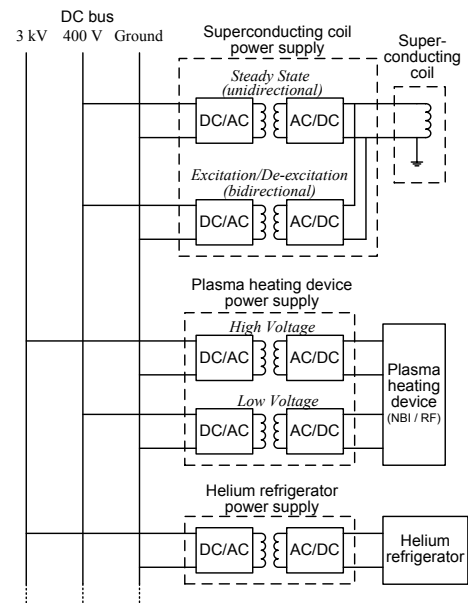 DC bus
3 kV 400 V Ground
Superconducting coil
power supply
Super-
conducting
coil
Steady State
(unidirectional)
DC/AC AC/DC
Excitation/De-excitation
(bidirectional)
DC/AC AC/DC
Plasma heating device
power supply
High Voltage
DC/AC AC/DC
Low Voltage
DC/AC AC/DC
Plasma
heating
device
(NBI / RF)
Helium refrigerator
power supply
DC/AC AC/DC
Helium
refrigerator